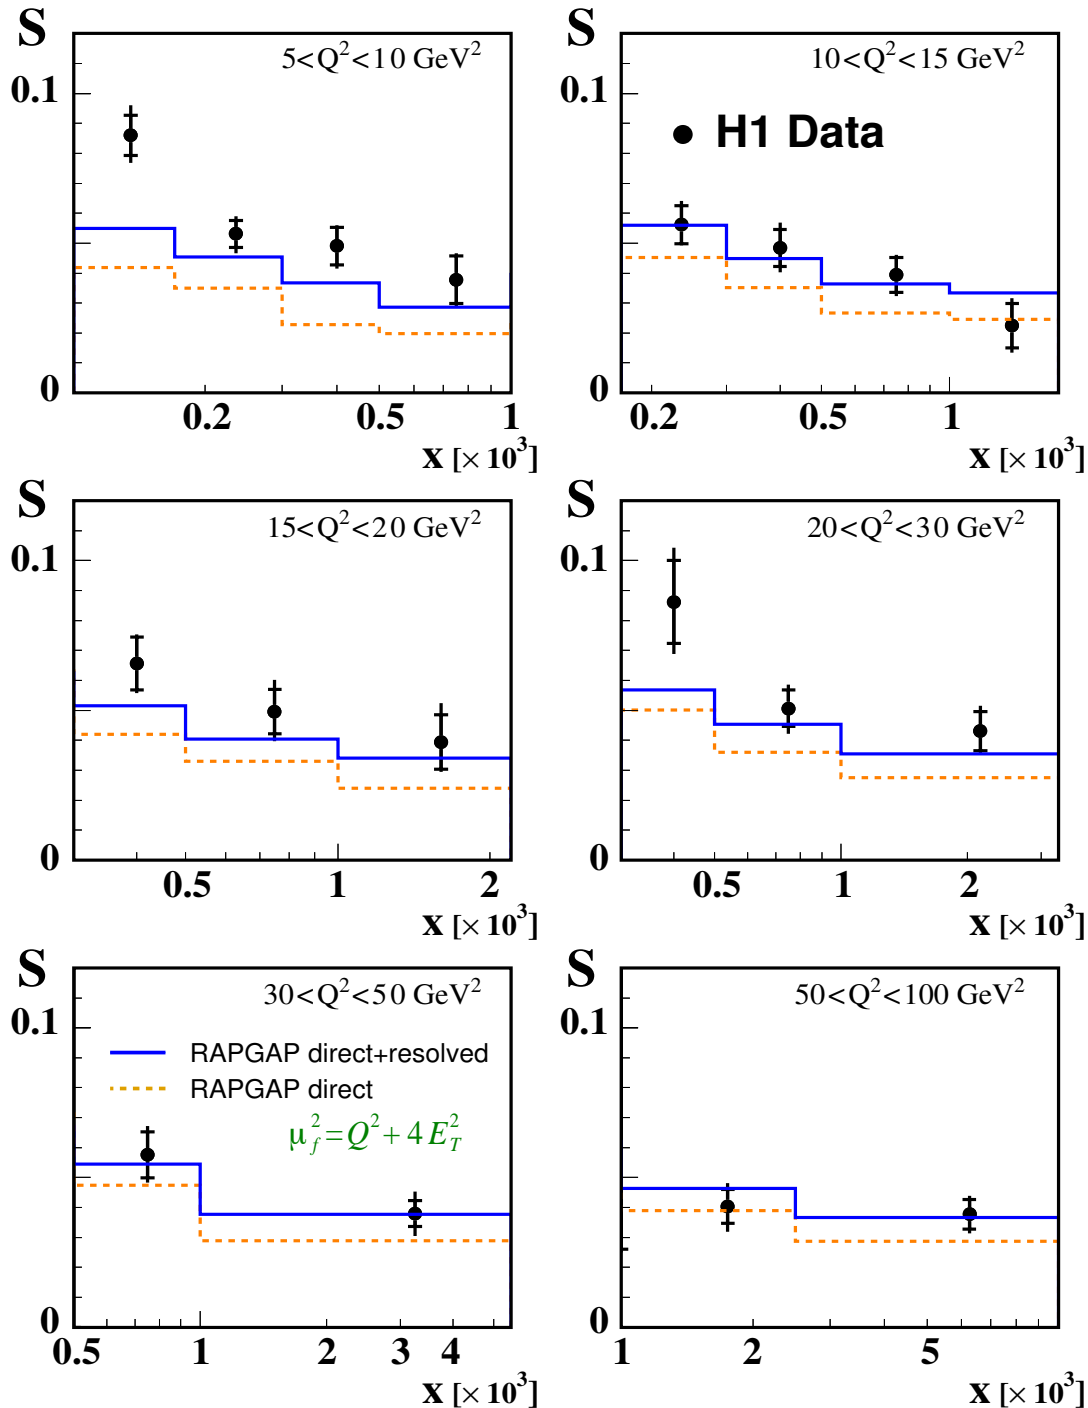 S
5<Q²<10 GeV²
0.1
0
0.2 0.5 1
x [×10³]
S
10<Q²<15 GeV²
0.1
H1 Data
0
0.2 0.5 1
x [×10³]
S
15<Q²<20 GeV²
0.1
0
0.5 1 2
x [×10³]
S
20<Q²<30 GeV²
0.1
0
0.5 1 2
x [×10³]
S
30<Q²<50 GeV²
0.1
RAPGAP direct+resolved
RAPGAP direct
μ_f²=Q²+4E_T²
0
0.5 1 2 3 4
x [×10³]
S
50<Q²<100 GeV²
0.1
0
1 2 5
x [×10³]